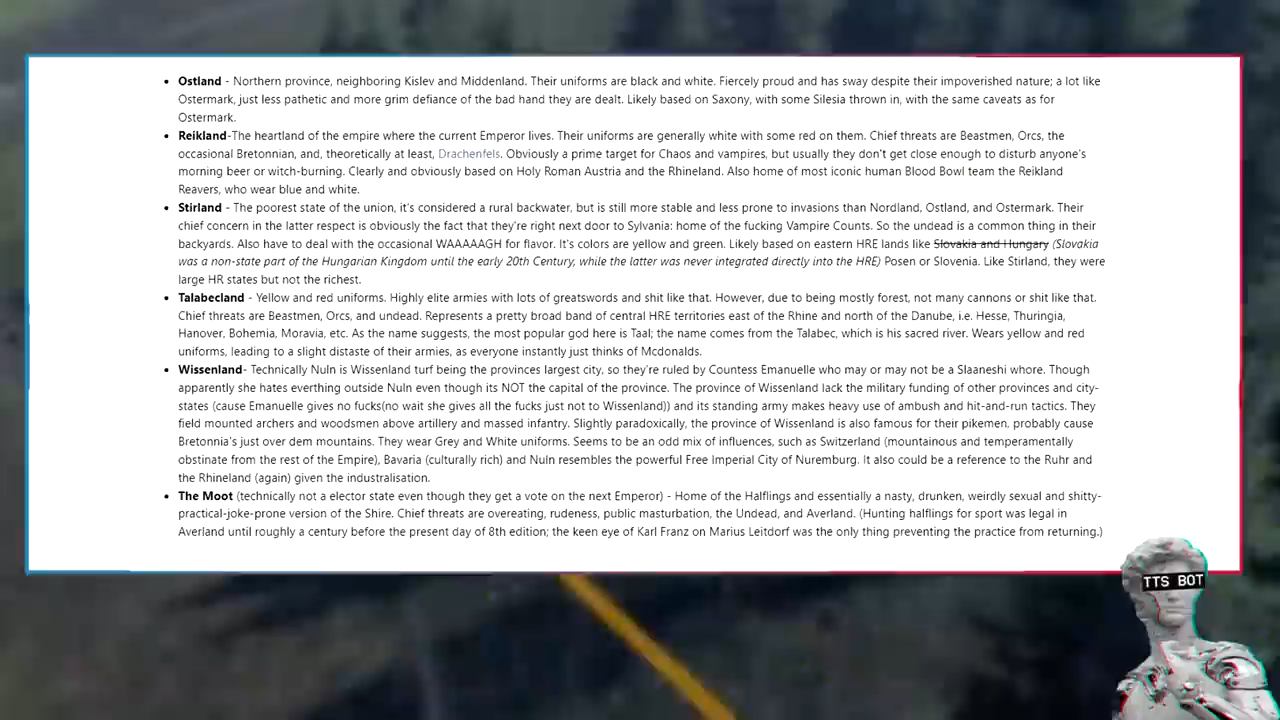 Ostland - Northern province, neighboring Kislev and Middenland. Their uniforms are black and white. Fiercely proud and has sway despite their impoverished nature; a lot like
Ostermark, just less pathetic and more grim defiance of the bad hand they are dealt. Likely based on Saxony, with some Silesia thrown in, with the same caveats as for
Ostermark.
Reikland-The heartland of the empire where the current Emperor lives. Their uniforms are generally white with some red on them. Chief threats are Beastmen, Orcs, the
occasional Bretonnian, and, theoretically at least, Drachenfels. Obviously a prime target for Chaos and vampires, but usually they don't get close enough to disturb anyone's
morning beer or witch-burning. Clearly and obviously based on Holy Roman Austria and the Rhineland. Also home of most iconic human Blood Bowl team the Reikland
Reavers, who wear blue and white.
Stirland - The poorest state of the union, it's considered a rural backwater, but is still more stable and less prone to invasions than Nordland, Ostland, and Ostermark. Their
chief concern in the latter respect is obviously the fact that they're right next door to Sylvania: home of the fucking Vampire Counts. So the undead is a common thing in their
backyards. Also have to deal with the occasional WAAAAAGH for flavor. It's colors are yellow and green. Likely based on eastern HRE lands like Slovakia and Hungary (Slovakia
was a non-state part of the Hungarian Kingdom until the early 20th Century, while the latter was never integrated directly into the HRE) Posen or Slovenia. Like Stirland, they were
large HR states but not the richest.
Talabecland - Yellow and red uniforms. Highly elite armies with lots of greatswords and shit like that. However, due to being mostly forest, not many cannons or shit like that.
Chief threats are Beastmen, Orcs, and undead. Represents a pretty broad band of central HRE territories east of the Rhine and north of the Danube, i.e. Hesse, Thuringia,
Hanover, Bohemia, Moravia, etc. As the name suggests, the most popular god here is Taal; the name comes from the Talabec, which is his sacred river. Wears yellow and red
uniforms, leading to a slight distaste of their armies, as everyone instantly just thinks of Mcdonalds.
Wissenland- Technically Nuln is Wissenland turf being the provinces largest city, so they're ruled by Countess Emanuelle who may or may not be a Slaaneshi whore. Though
apparently she hates everthing outside Nuln even though its NOT the capital of the province. The province of Wissenland lack the military funding of other provinces and city-
states (cause Emanuelle gives no fucks(no wait she gives all the fucks just not to Wissenland)) and its standing army makes heavy use of ambush and hit-and-run tactics. They
field mounted archers and woodsmen above artillery and massed infantry. Slightly paradoxically, the province of Wissenland is also famous for their pikemen, probably cause
Bretonnia's just over dem mountains. They wear Grey and White uniforms. Seems to be an odd mix of influences, such as Switzerland (mountainous and temperamentally
obstinate from the rest of the Empire), Bavaria (culturally rich) and Nuln resembles the powerful Free Imperial City of Nuremburg. It also could be a reference to the Ruhr and
the Rhineland (again) given the industralisation.
The Moot (technically not a elector state even though they get a vote on the next Emperor) - Home of the Halflings and essentially a nasty, drunken, weirdly sexual and shitty-
practical-joke-prone version of the Shire. Chief threats are overeating, rudeness, public masturbation, the Undead, and Averland. (Hunting halflings for sport was legal in
Averland until roughly a century before the present day of 8th edition; the keen eye of Karl Franz on Marius Leitdorf was the only thing preventing the practice from returning.)
TTS BOT